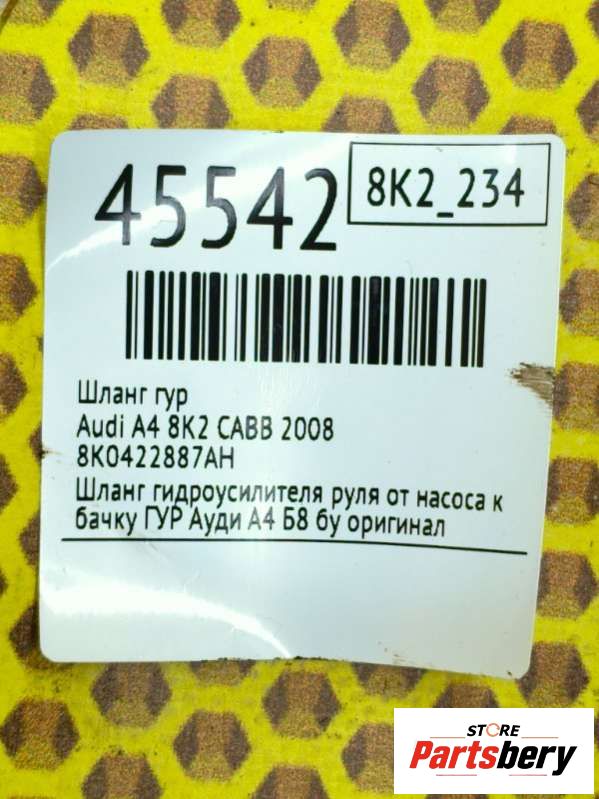 45542
8K2_234
Шланг гур
Audi A4 8K2 CABB 2008
8K0422887AH
Шланг гидроусилителя руля от насоса к
бачку ГУР Ауди А4 Б8 бу оригинал
STORE
Partsbery